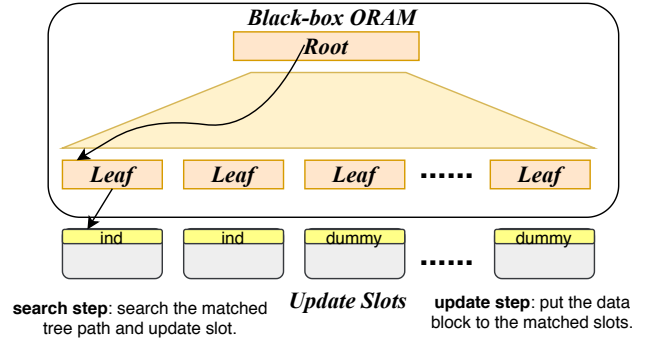 Black-box ORAM
Root
Leaf Leaf Leaf ...... Leaf
ind ind dummy ...... dummy
Update Slots
search step: search the matched
tree path and update slot.
update step: put the data
block to the matched slots.